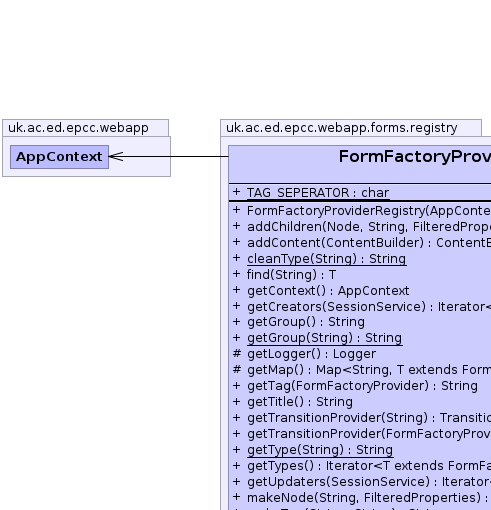 uk.ac.ed.epcc.webapp
uk.ac.ed.epcc.webapp.forms.registry
AppContext
FormFactoryProv
+ TAG_SEPERATOR : char
+ FormFactoryProviderRegistry(AppConte
+ addChildren(Node, String, FilteredPrope
+ addContent(ContentBuilder) : ContentB
+ cleanType(String) : String
+ find(String) : T
+ getContext() : AppContext
+ getCreators(SessionService) : Iterator<
+ getGroup() : String
+ getGroup(String) : String
# getLogger() : Logger
# getMap() : Map<String, T extends Form
+ getTag(FormFactoryProvider) : String
+ getTitle() : String
+ getTransitionProvider(String) : Transitio
+ getTransitionProvider(FormFactoryProv
+ getType(String) : String
+ getTypes() : Iterator<T extends FormFa
+ getUpdaters(SessionService) : Iterator<
+ makeNode(String, FilteredProperties) :